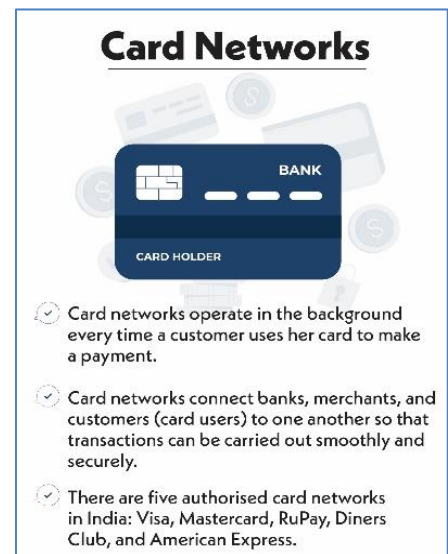 Card Networks
BANK
CARD HOLDER
Card networks operate in the background
every time a customer uses her card to make
a payment.
Card networks connect banks, merchants, and
customers (card users) to one another so that
transactions can be carried out smoothly and
securely.
There are five authorised card networks
in India: Visa, Mastercard, RuPay, Diners
Club, and American Express.